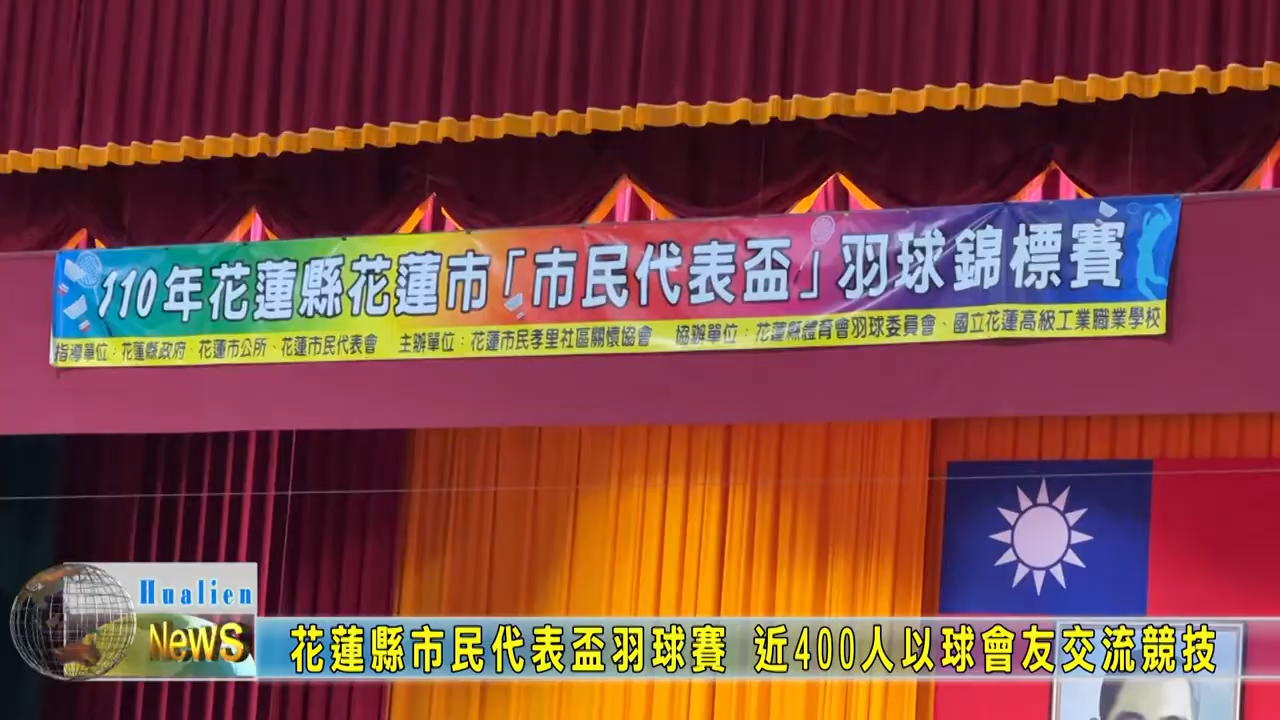 110年花蓮縣花蓮市「市民代表盃」羽球錦標賽
指導單位：花蓮縣政府、花蓮市公所、花蓮市民代表會 主辦單位：花蓮市民孝里社區關懷協會 協辦單位：花蓮縣體育會羽球委員會、國立花蓮高級工業職業學校
Hualien
NewS
花蓮縣市民代表盃羽球賽 近400人以球會友交流競技